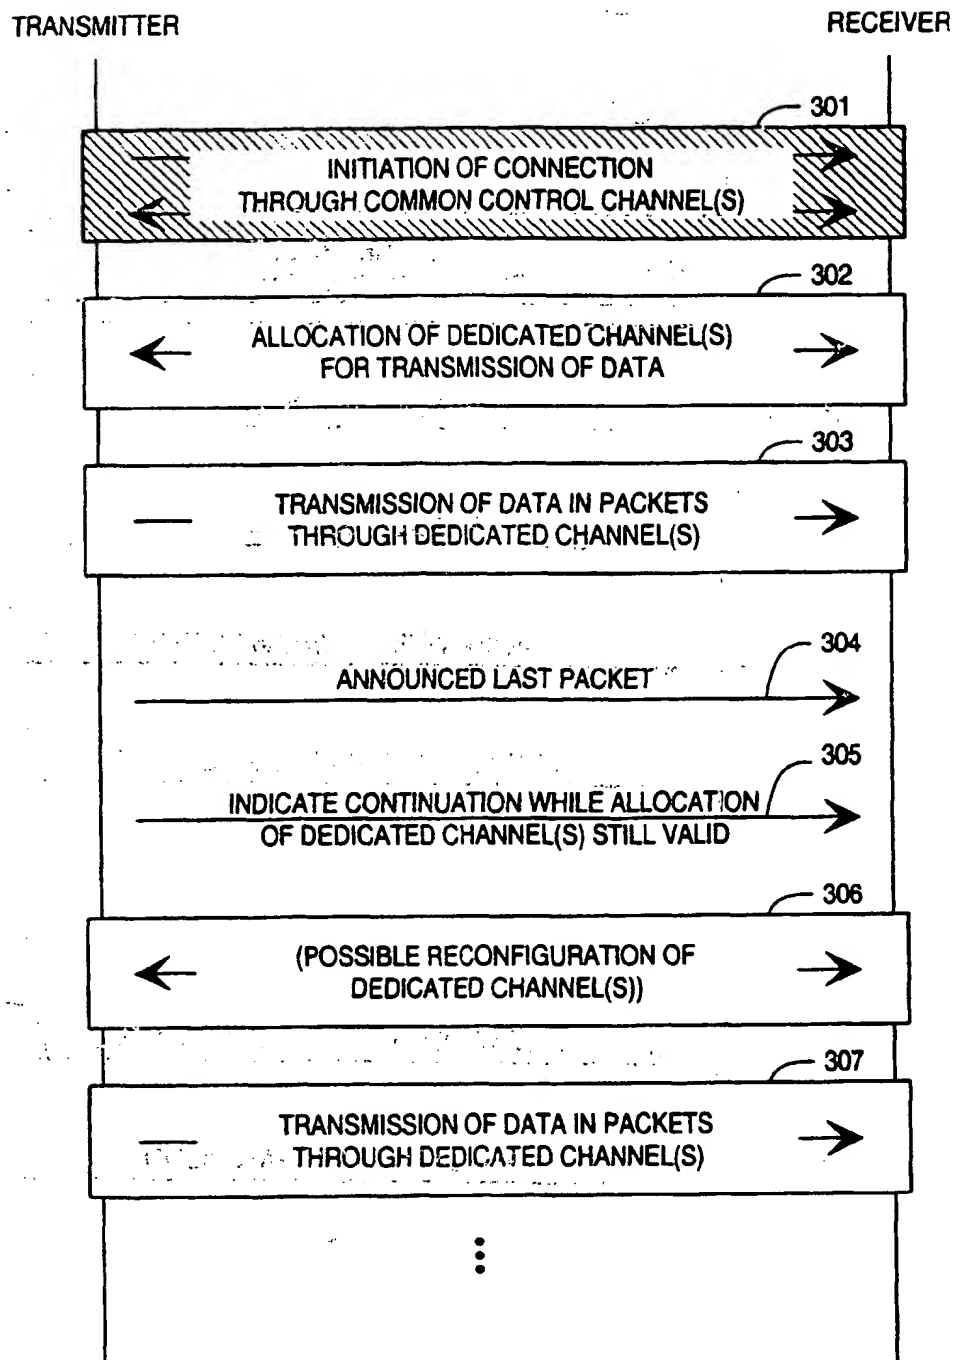 TRANSMITTER
RECEIVER
301
INITIATION OF CONNECTION
THROUGH COMMON CONTROL CHANNEL(S)
302
ALLOCATION OF DEDICATED CHANNEL(S)
FOR TRANSMISSION OF DATA
303
TRANSMISSION OF DATA IN PACKETS
THROUGH DEDICATED CHANNEL(S)
304
ANNOUNCED LAST PACKET
305
INDICATE CONTINUATION WHILE ALLOCATION
OF DEDICATED CHANNEL(S) STILL VALID
306
(POSSIBLE RECONFIGURATION OF
DEDICATED CHANNEL(S))
307
TRANSMISSION OF DATA IN PACKETS
THROUGH DEDICATED CHANNEL(S)